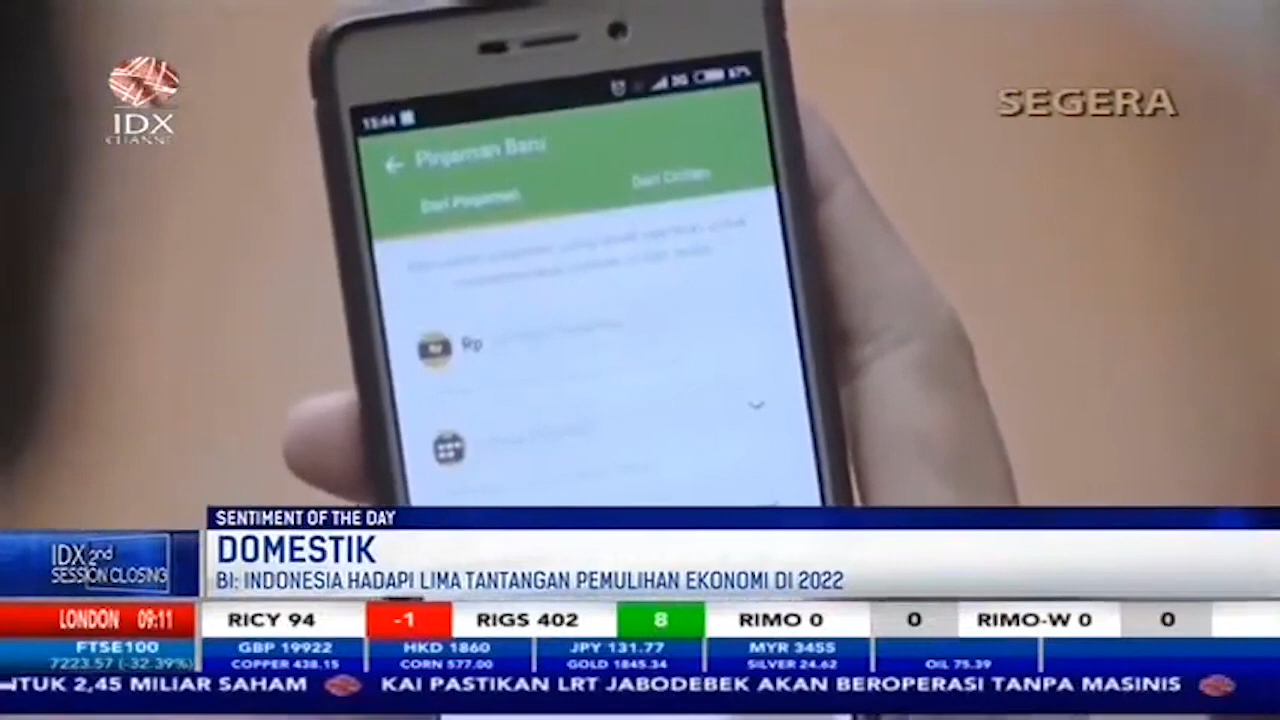 IDX
CHANNEL
SEGERA
15:44
3G
67%
Pinjaman Baru
Dari Pinjaman
Rp
SENTIMENT OF THE DAY
DOMESTIK
BI: INDONESIA HADAPI LIMA TANTANGAN PEMULIHAN EKONOMI DI 2022
IDX 2nd
SESSION CLOSING
LONDON 09:11
RICY 94 -1 RIGS 402 8 RIMO 0 0 RIMO-W 0 0
FTSE100
7223.57 (-32.39%)
GBP 19922 HKD 1860 JPY 131.77 MYR 3455
COPPER 438.15 CORN 577.00 GOLD 1845.34 SILVER 24.62 OIL 75.39
NTUK 2,45 MILIAR SAHAM KAI PASTIKAN LRT JABODEBEK AKAN BEROPERASI TANPA MASINIS